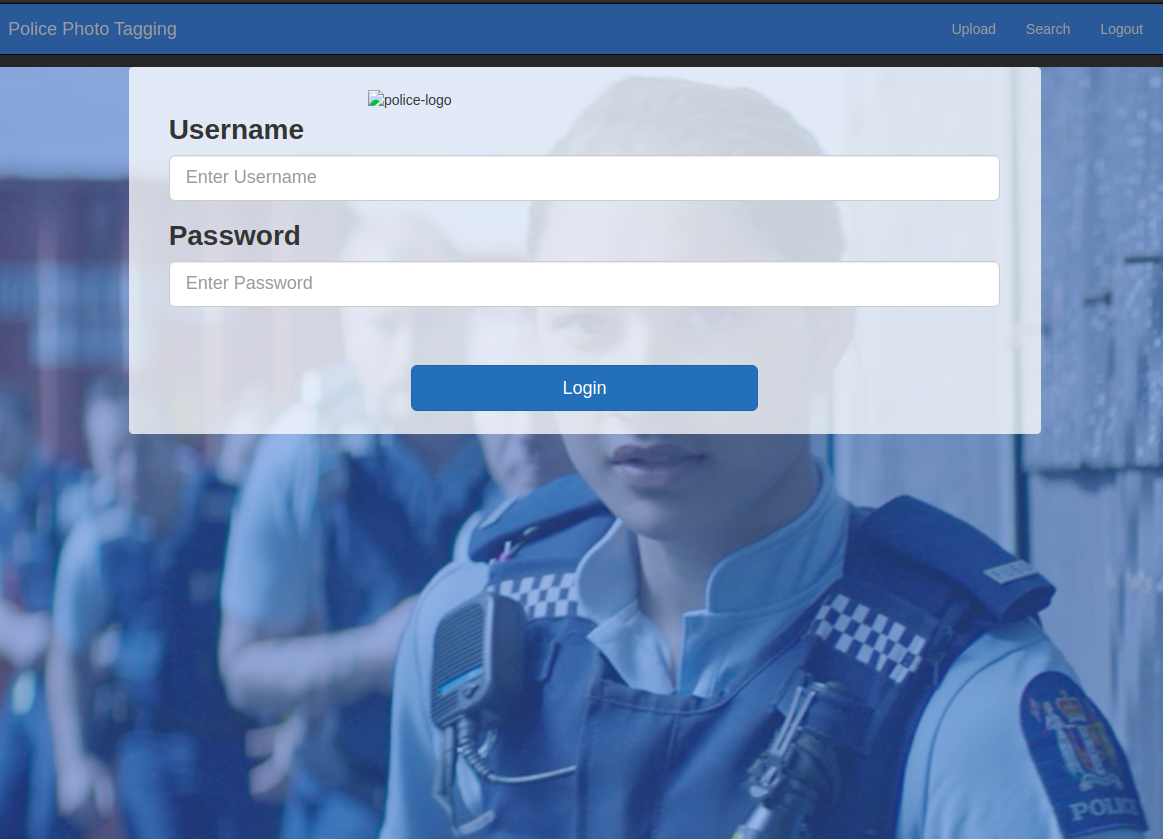 Police Photo Tagging Upload Search Logout
police-logo
Username
Enter Username
Password
Enter Password
Login
POLICE